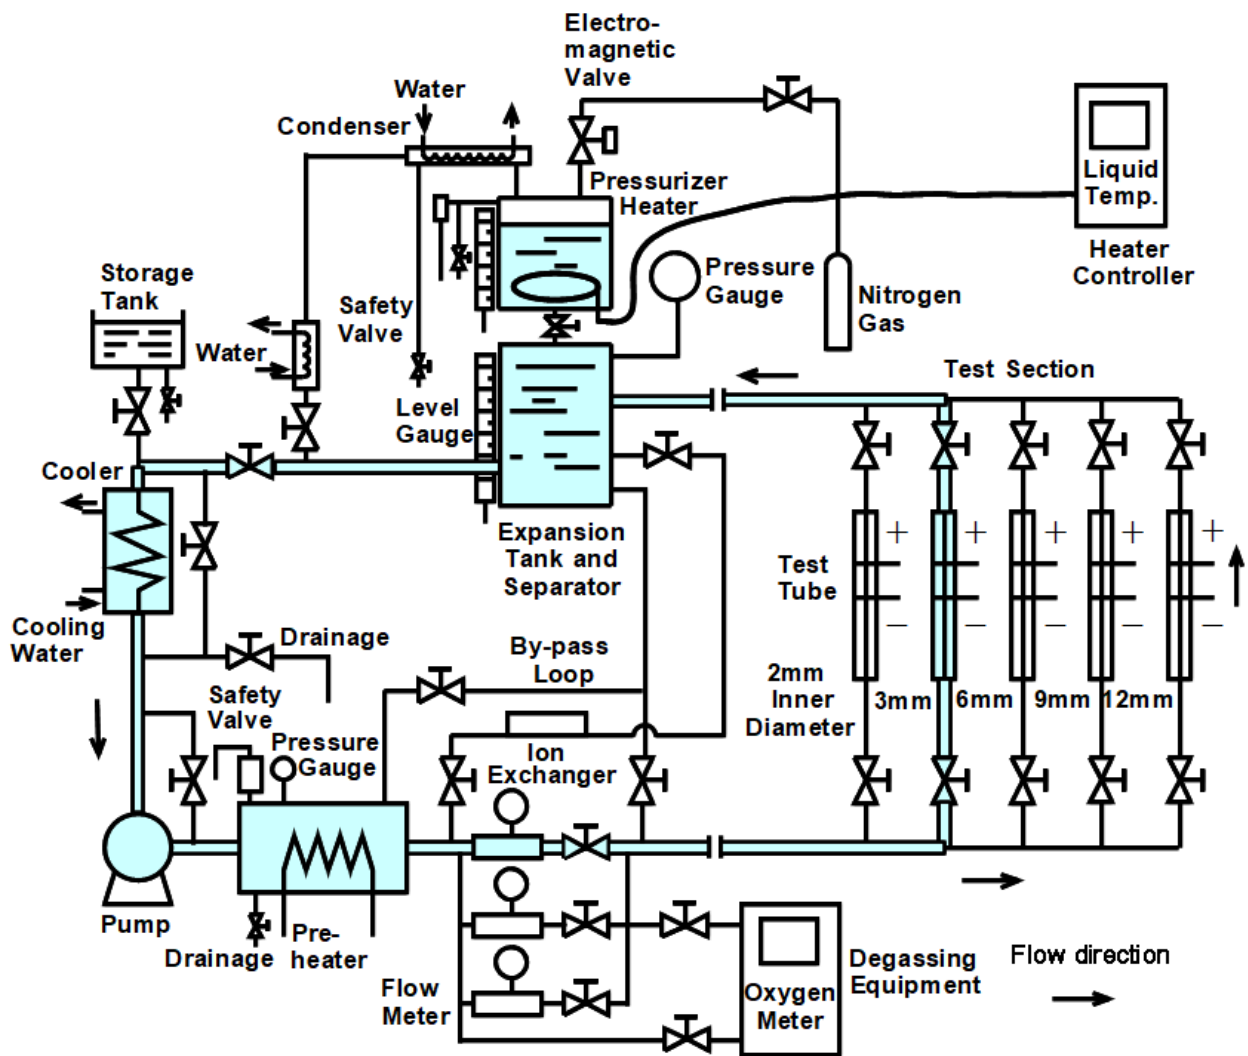 Electro-
magnetic
Valve
Water
Condenser
Pressurizer
Heater
Liquid
Temp.
Heater
Controller
Storage
Tank
Pressure
Gauge
Nitrogen
Gas
Safety
Valve
Water
Test Section
Level
Gauge
Cooler
Expansion
Tank and
Separator
Test
Tube
+
+
+
+
+
−
−
−
−
−
Cooling
Water
Drainage
By-pass
Loop
2mm
Inner
Diameter
3mm
6mm
9mm
12mm
Safety
Valve
Pressure
Gauge
Ion
Exchanger
Pump
Drainage
Pre-
heater
Flow
Meter
Oxygen
Meter
Degassing
Equipment
Flow direction